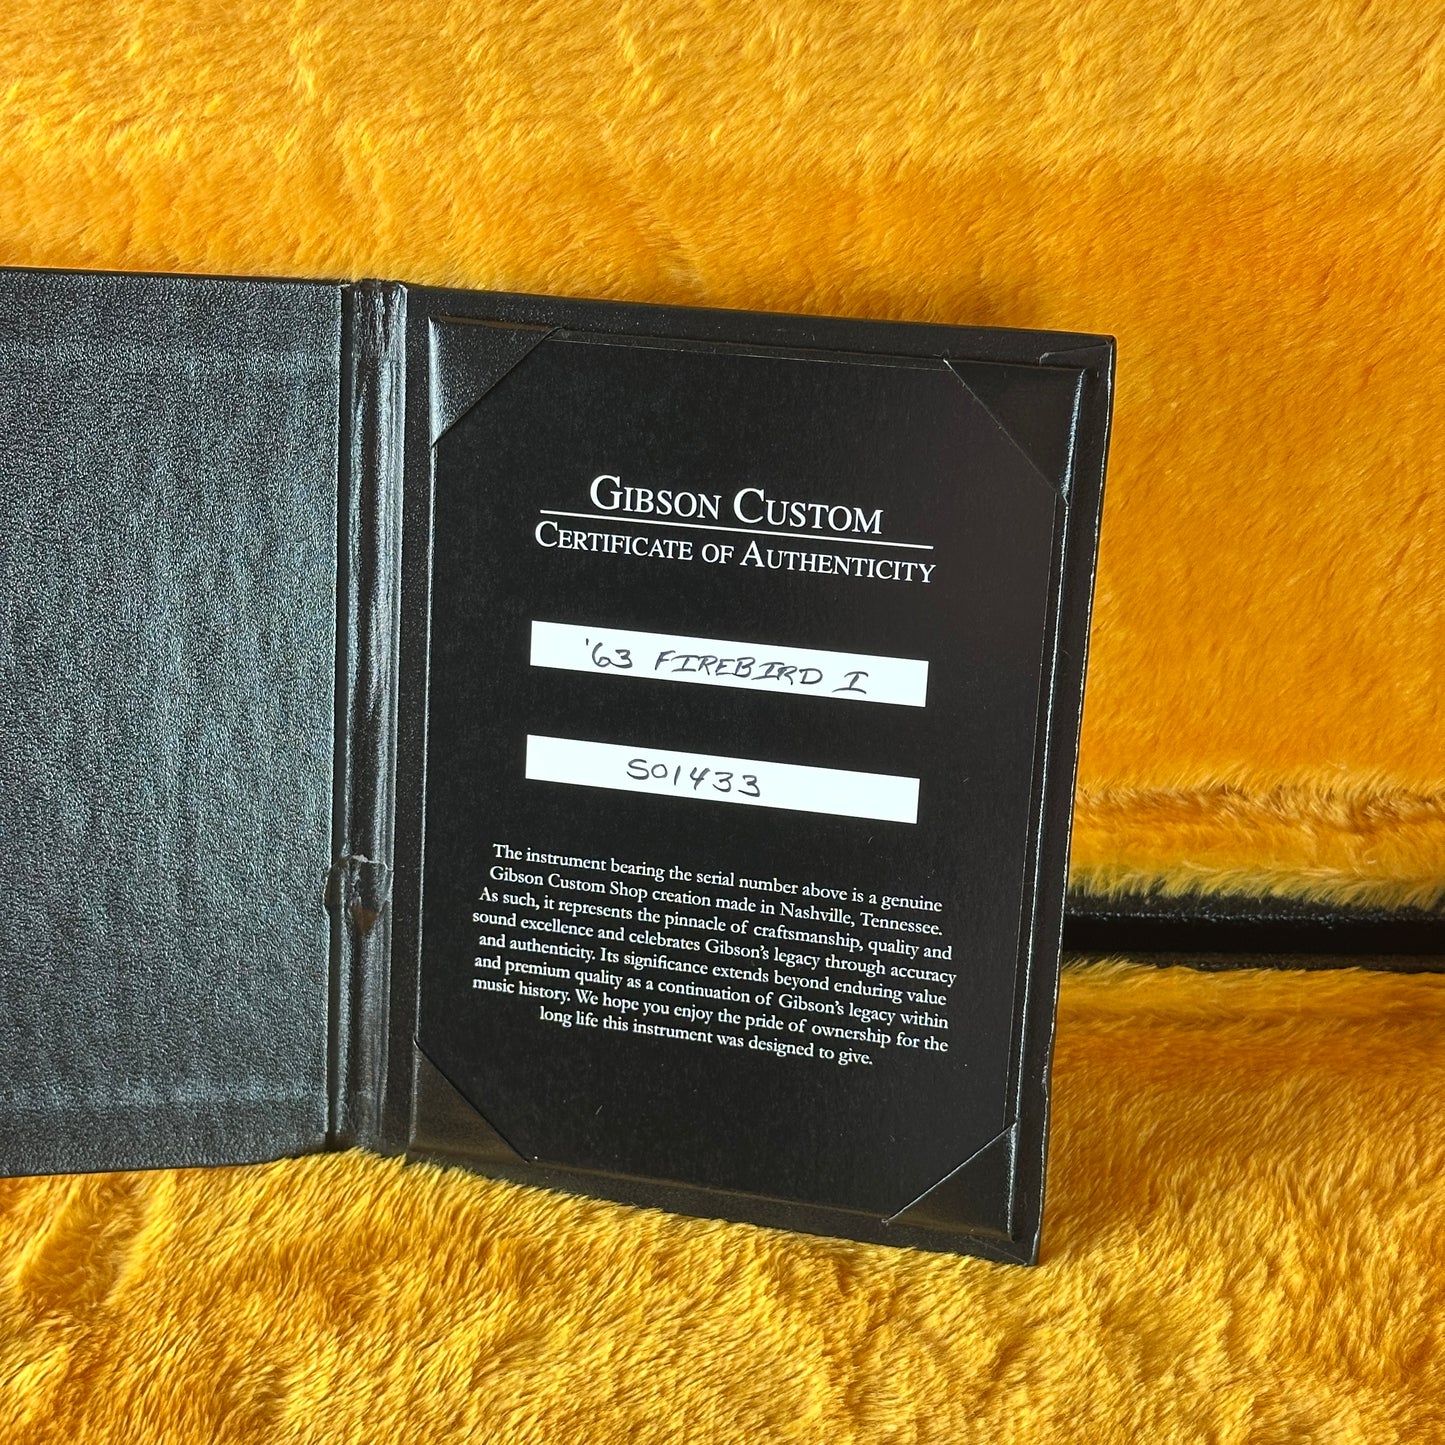 GIBSON CUSTOM
CERTIFICATE OF AUTHENTICITY
'63 FIREBIRD I
S01433
The instrument bearing the serial number above is a genuine
Gibson Custom Shop creation made in Nashville, Tennessee.
As such, it represents the pinnacle of craftsmanship, quality and
sound excellence and celebrates Gibson's legacy through accuracy
and authenticity. Its significance extends beyond enduring value
and premium quality as a continuation of Gibson's legacy within
music history. We hope you enjoy the pride of ownership for the
long life this instrument was designed to give.